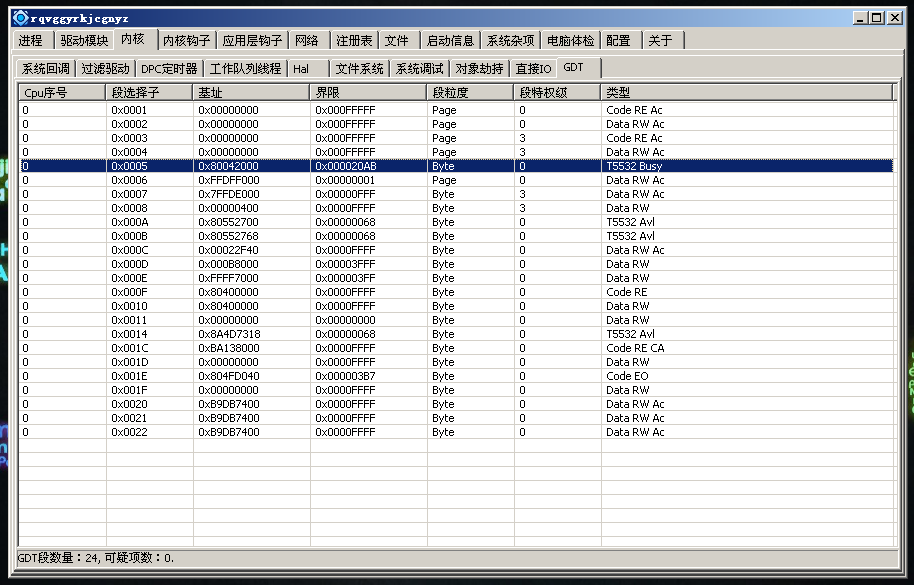 rqvggyrkjcgnyz
进程 驱动模块 内核 内核钩子 应用层钩子 网络 注册表 文件 启动信息 系统杂项 电脑体检 配置 关于
系统回调 过滤驱动 DPC定时器 工作队列线程 Hal 文件系统 系统调试 对象劫持 直接IO GDT
Cpu序号 段选择子 基址 界限 段粒度 段特权级 类型
0 0x0001 0x00000000 0x000FFFFF Page 0 Code RE Ac
0 0x0002 0x00000000 0x000FFFFF Page 0 Data RW Ac
0 0x0003 0x00000000 0x000FFFFF Page 3 Code RE Ac
0 0x0004 0x00000000 0x000FFFFF Page 3 Data RW Ac
0 0x0005 0x80042000 0x000020AB Byte 0 TSS32 Busy
0 0x0006 0xFFDFF000 0x00000001 Page 0 Data RW Ac
0 0x0007 0x7FFDE000 0x00000FFF Byte 3 Data RW Ac
0 0x0008 0x00000400 0x0000FFFF Byte 3 Data RW
0 0x000A 0x80552700 0x00000068 Byte 0 TSS32 Avl
0 0x000B 0x80552768 0x00000068 Byte 0 TSS32 Avl
0 0x000C 0x00022F40 0x0000FFFF Byte 0 Data RW Ac
0 0x000D 0x000B8000 0x00003FFF Byte 0 Data RW
0 0x000E 0xFFFF7000 0x000003FF Byte 0 Data RW
0 0x000F 0x80400000 0x0000FFFF Byte 0 Code RE
0 0x0010 0x80400000 0x0000FFFF Byte 0 Data RW
0 0x0011 0x00000000 0x00000000 Byte 0 Data RW
0 0x0014 0x8A4D7318 0x00000068 Byte 0 TSS32 Avl
0 0x001C 0xBA138000 0x0000FFFF Byte 0 Code RE CA
0 0x001D 0x00000000 0x0000FFFF Byte 0 Data RW
0 0x001E 0x804FD040 0x000003B7 Byte 0 Code EO
0 0x001F 0x00000000 0x0000FFFF Byte 0 Data RW
0 0x0020 0xB9DB7400 0x0000FFFF Byte 0 Data RW Ac
0 0x0021 0xB9DB7400 0x0000FFFF Byte 0 Data RW Ac
0 0x0022 0xB9DB7400 0x0000FFFF Byte 0 Data RW Ac
GDT段数量：24, 可疑项数：0.